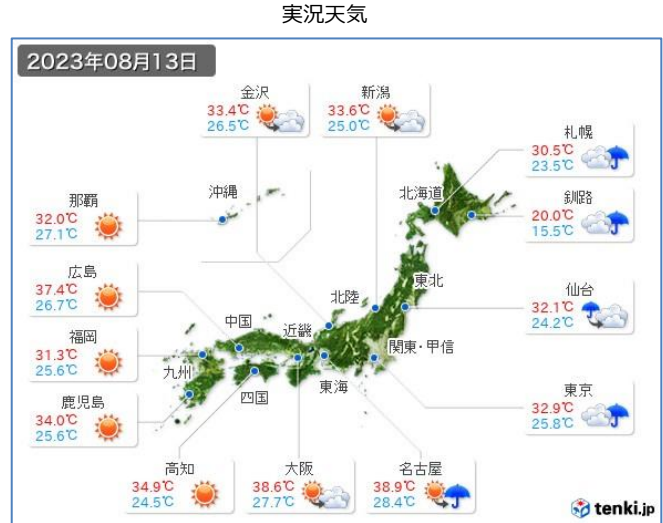 実況天気
2023年08月13日
金沢
33.4℃
26.5℃
新潟
33.6℃
25.0℃
札幌
30.5℃
23.5℃
那覇
32.0℃
27.1℃
沖縄
北海道
釧路
20.0℃
15.5℃
広島
37.4℃
26.7℃
東北
仙台
32.1℃
24.2℃
北陸
中国
近畿
福岡
31.3℃
25.6℃
関東・甲信
九州
東海
四国
鹿児島
34.0℃
25.6℃
東京
32.9℃
25.8℃
高知
34.9℃
24.5℃
大阪
38.6℃
27.7℃
名古屋
38.9℃
28.4℃
tenki.jp